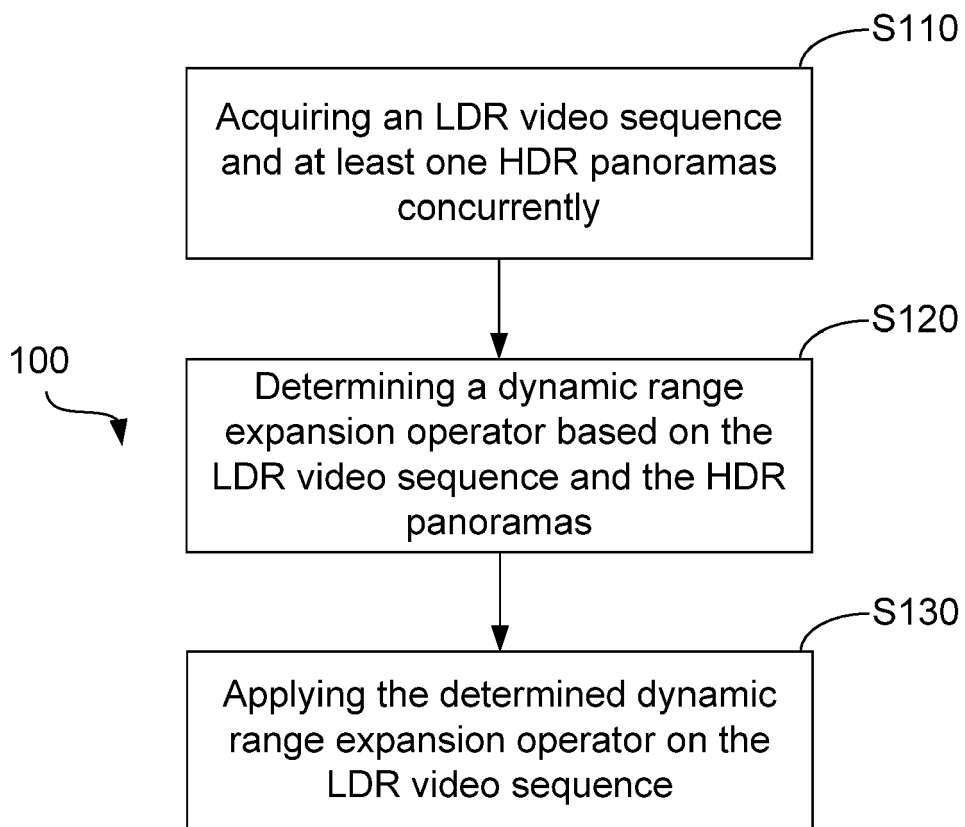 S110
Acquiring an LDR video sequence
and at least one HDR panoramas
concurrently
S120
100
Determining a dynamic range
expansion operator based on the
LDR video sequence and the HDR
panoramas
S130
Applying the determined dynamic
range expansion operator on the
LDR video sequence